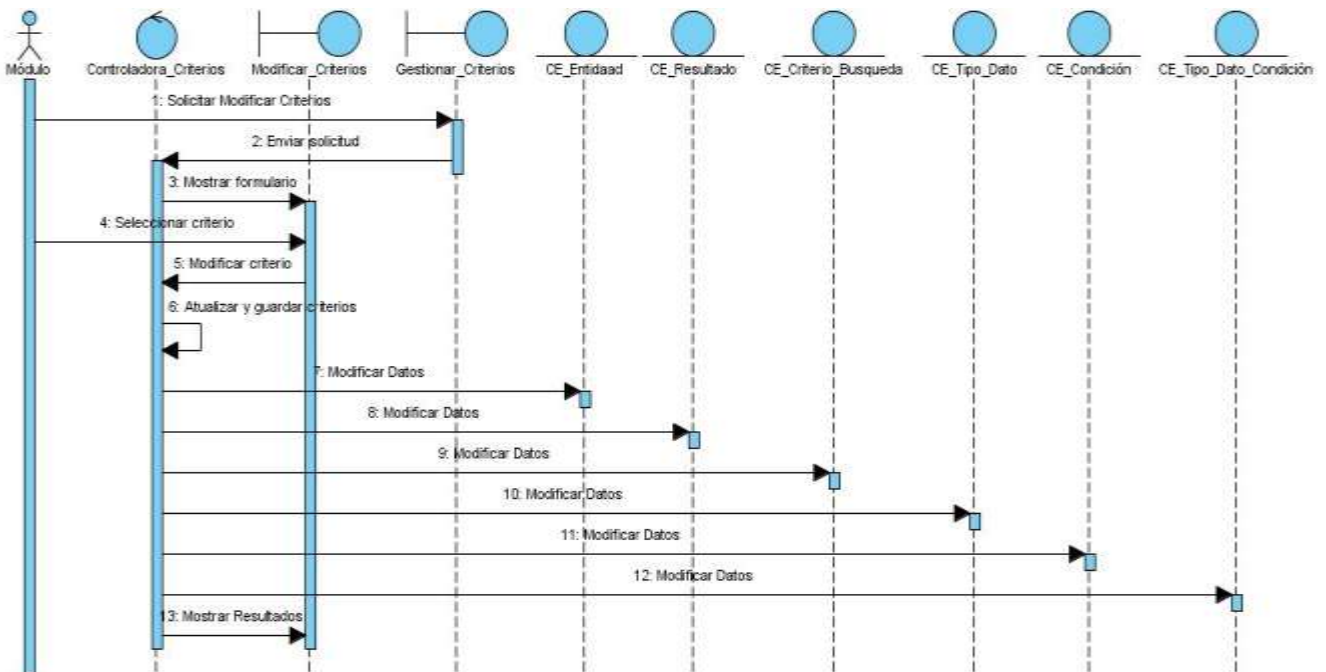 Módulo
Controladora_Criterios
Modificar_Criterios
Gestionar_Criterios
CE_Entidaad
CE_Resultado
CE_Criterio_Busqueda
CE_Tipo_Dato
CE_Condición
CE_Tipo_Dato_Condición
1: Solicitar Modificar Criterios
2: Enviar solicitud
3: Mostrar formulario
4: Seleccionar criterio
5: Modificar criterio
6: Atualizar y guardar criterios
7: Modificar Datos
8: Modificar Datos
9: Modificar Datos
10: Modificar Datos
11: Modificar Datos
12: Modificar Datos
13: Mostrar Resultados